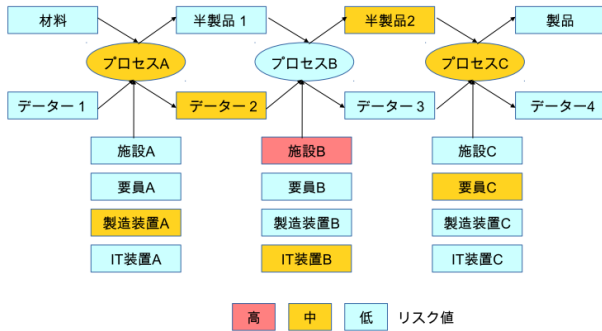 材料
半製品 1
半製品2
製品
プロセスA
プロセスB
プロセスC
データー 1
データー 2
データー 3
データー4
施設A
施設B
施設C
要員A
要員B
要員C
製造装置A
製造装置B
製造装置C
IT装置A
IT装置B
IT装置C
高
中
低
リスク値